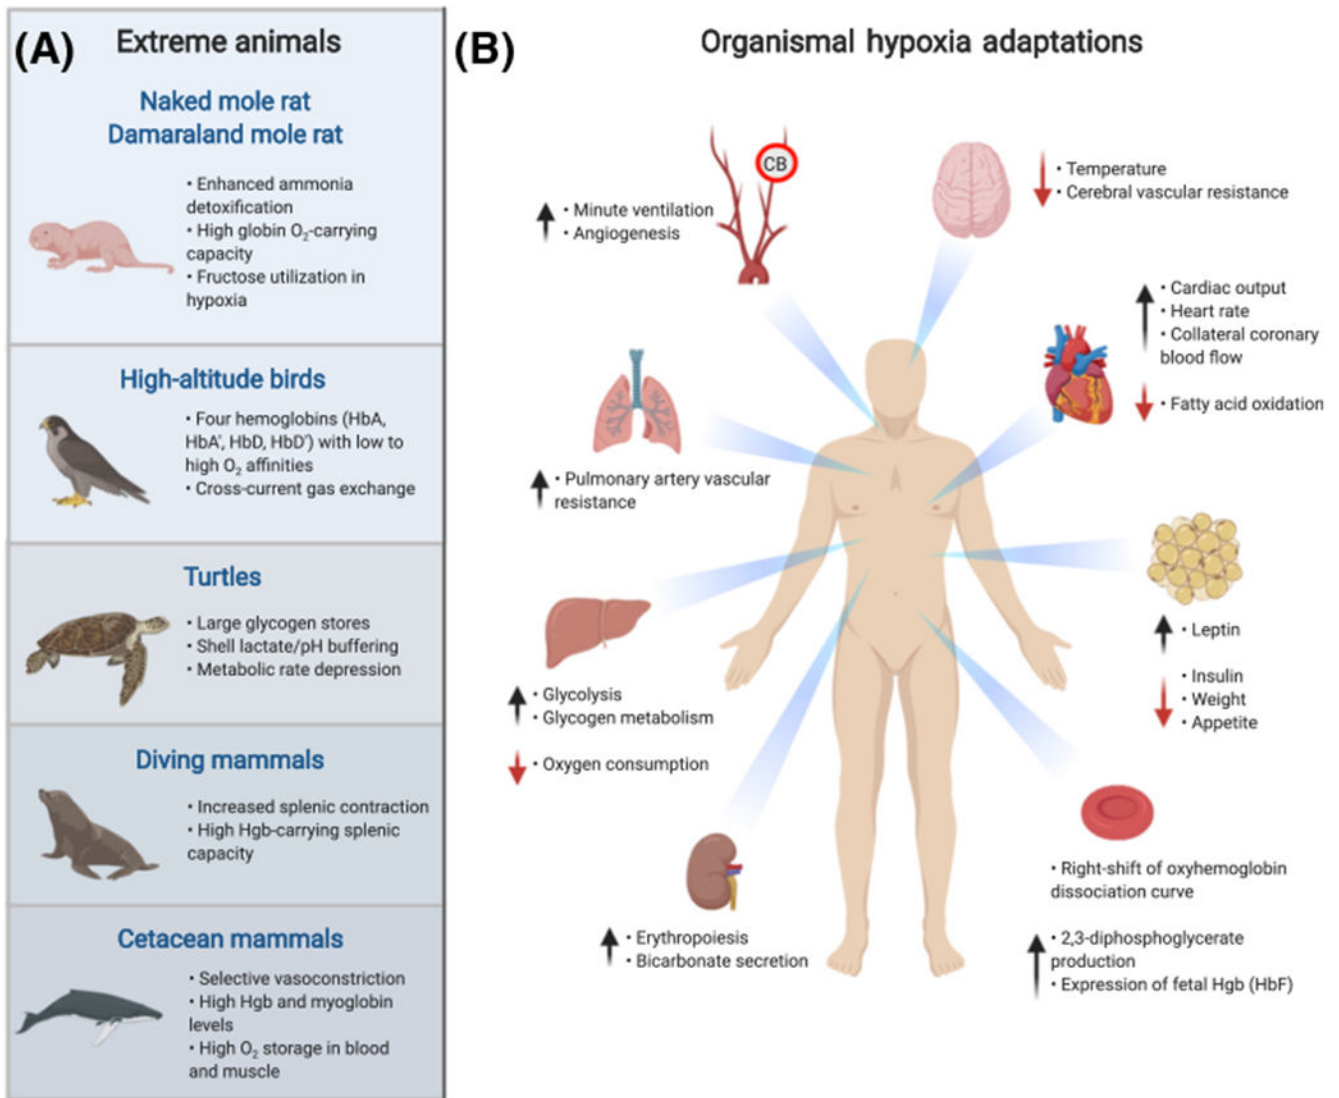 (A) Extreme animals
Naked mole rat
Damaraland mole rat
• Enhanced ammonia
detoxification
• High globin O₂-carrying
capacity
• Fructose utilization in
hypoxia
High-altitude birds
• Four hemoglobins (HbA,
HbA', HbD, HbD') with low to
high O₂ affinities
• Cross-current gas exchange
Turtles
• Large glycogen stores
• Shell lactate/pH buffering
• Metabolic rate depression
Diving mammals
• Increased splenic contraction
• High Hgb-carrying splenic
capacity
Cetacean mammals
• Selective vasoconstriction
• High Hgb and myoglobin
levels
• High O₂ storage in blood
and muscle
(B) Organismal hypoxia adaptations
CB
• Minute ventilation
• Angiogenesis
• Temperature
• Cerebral vascular resistance
• Cardiac output
• Heart rate
• Collateral coronary
blood flow
• Fatty acid oxidation
• Pulmonary artery vascular
resistance
• Leptin
• Insulin
• Weight
• Appetite
• Glycolysis
• Glycogen metabolism
• Oxygen consumption
• Right-shift of oxyhemoglobin
dissociation curve
• 2,3-diphosphoglycerate
production
• Expression of fetal Hgb (HbF)
• Erythropoiesis
• Bicarbonate secretion